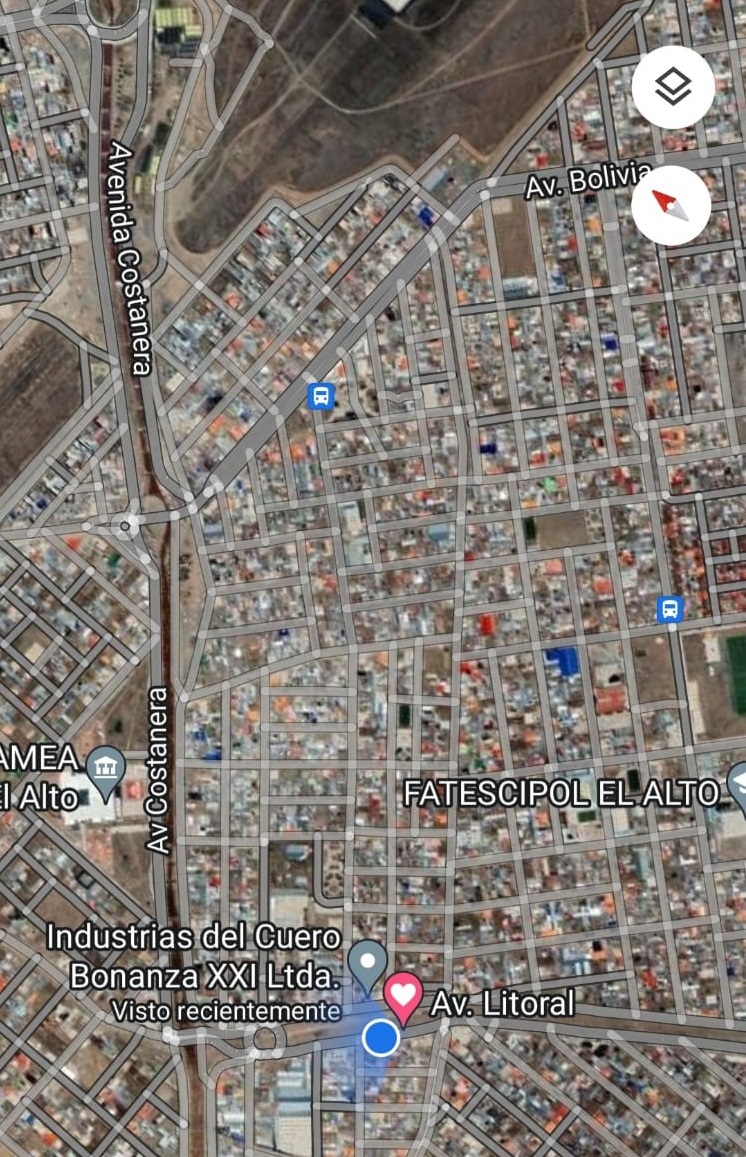 Av. Bolivia
Avenida Costanera
Av Costanera
AMEA
El Alto
FATESCIPOL EL ALTO
Industrias del Cuero
Bonanza XXI Ltda.
Visto recientemente
Av. Litoral